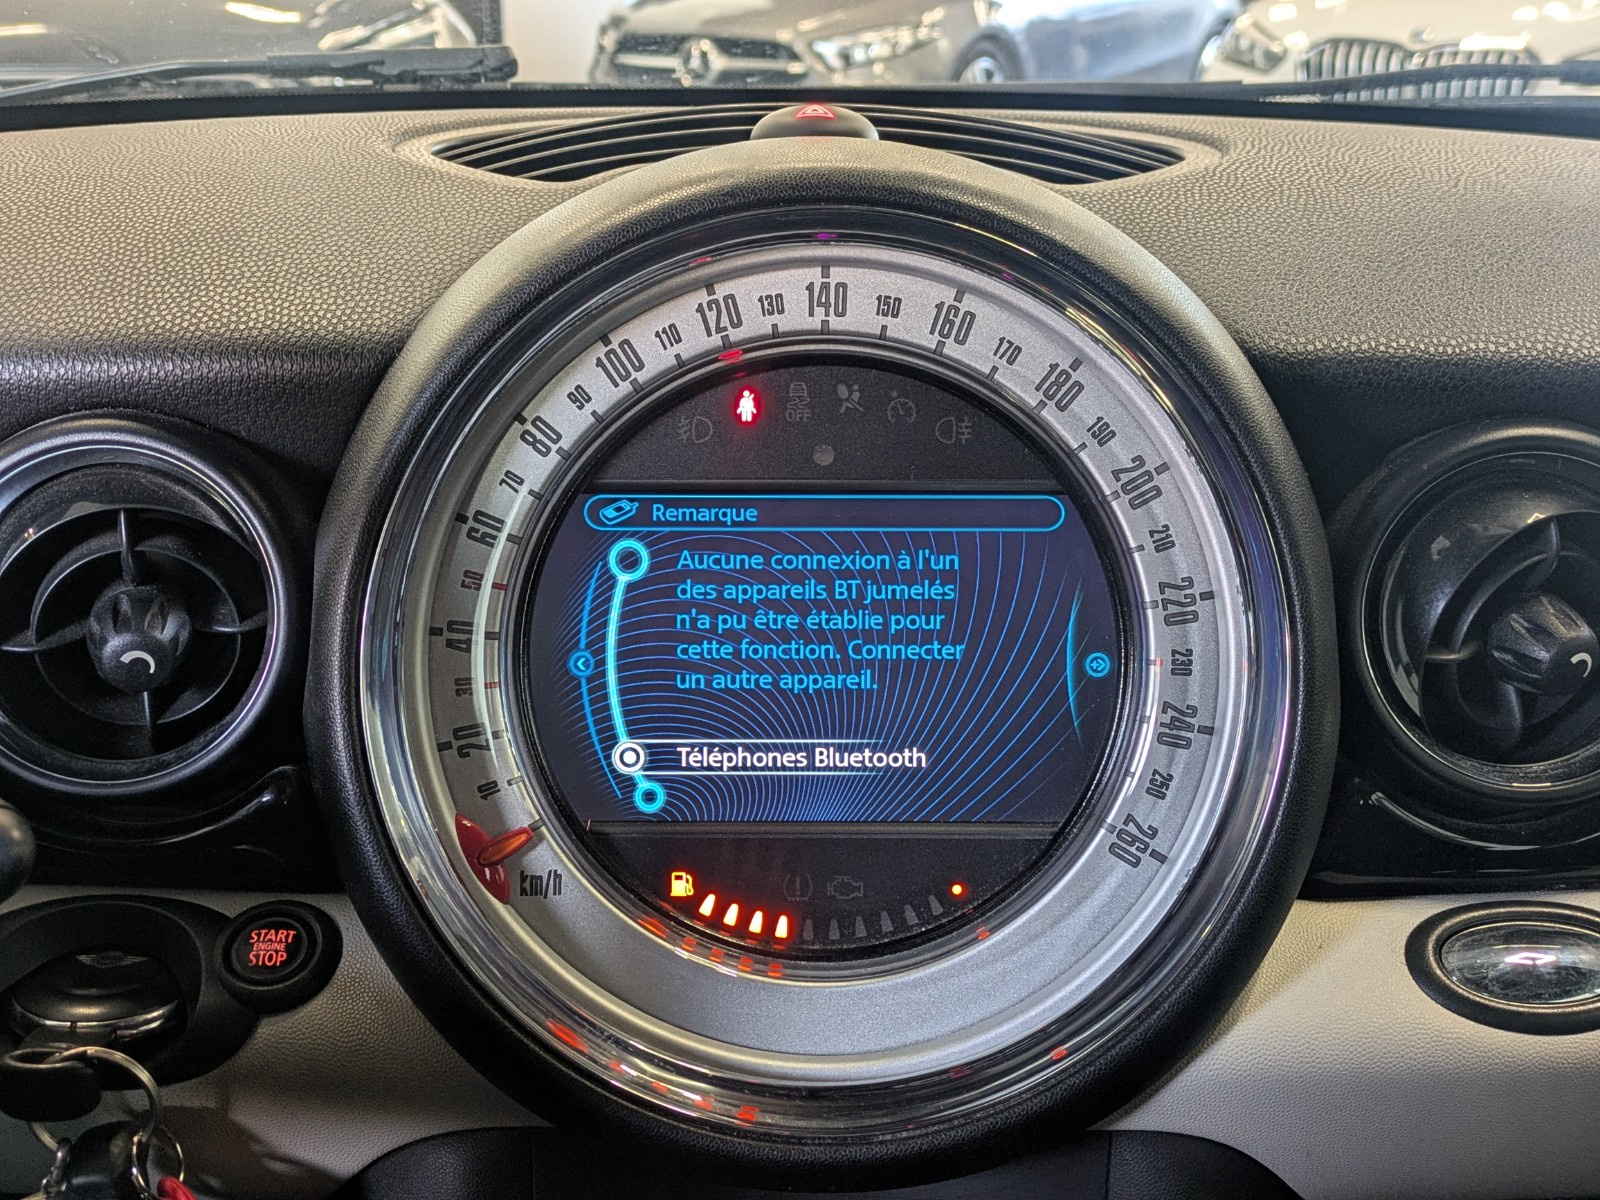 10
20
30
40
50
60
70
80
90
100
110
120
130
140
150
160
170
180
190
200
210
220
230
240
250
260
km/h
OFF
Remarque
Aucune connexion à l'un
des appareils BT jumelés
n'a pu être établie pour
cette fonction. Connecter
un autre appareil.
Téléphones Bluetooth
START
ENGINE
STOP